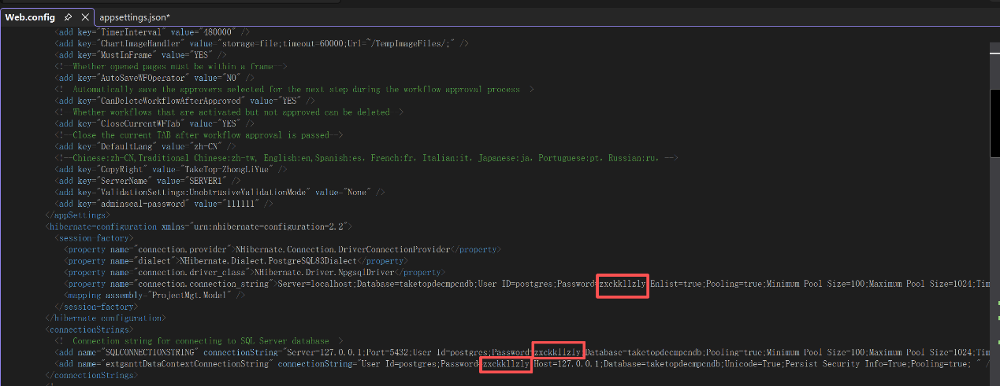 Web.config appsettings.json*
<add key="TimerInterval" value="480000" />
<add key="ChartImageHandler" value="storage=file;timeout=60000;Url=~/TempImageFiles/;" />
<add key="MustInFrame" value="YES" />
<!--Whether opened pages must be within a frame-->
<add key="AutoSaveWFOperator" value="NO" />
<!--Automatically save the approvers selected for the next step during the workflow approval process-->
<add key="CanDeleteWorkflowAfterApproved" value="YES" />
<!--Whether workflows that are activated but not approved can be deleted-->
<add key="CloseCurrentWFTab" value="YES" />
<!--Close the current TAB after workflow approval is passed-->
<add key="DefaultLang" value="zh-CN" />
<!--Chinese:zh-CN,Traditional Chinese:zh-tw, English:en,Spanish:es, French:fr, Italian:it, Japanese:ja, Portuguese:pt, Russian:ru, -->
<add key="CopyRight" value="TakeTop-ZhongLiYue" />
<add key="ServerName" value="SERVER1" />
<add key="ValidationSettings:UnobtrusiveValidationMode" value="None" />
<add key="adminseal-password" value="111111" />
</appSettings>
<hibernate-configuration xmlns="urn:nhibernate-configuration-2.2">
<session-factory>
<property name="connection.provider">NHibernate.Connection.DriverConnectionProvider</property>
<property name="dialect">NHibernate.Dialect.PostgreSQL83Dialect</property>
<property name="connection.driver_class">NHibernate.Driver.NpgsqlDriver</property>
<property name="connection.connection_string">Server=localhost;Database=taketopdecmpcndb;User ID=postgres;Password=zxckkllzly;Enlist=true;Pooling=true;Minimum Pool Size=100;Maximum Pool Size=1024;Tim
<mapping assembly="ProjectMgt.Model" />
</session-factory>
</hibernate-configuration>
<connectionStrings>
<!--Connection string for connecting to SQL Server database-->
<add name="SQLCONNECTIONSTRING" connectionString="Server=127.0.0.1;Port=5432;User Id=postgres;Password=zxckkllzly;Database=taketopdecmpcndb;Pooling=true;Minimum Pool Size=100;Maximum Pool Size=1024;Tim
<add name="extganttDataContextConnectionString" connectionString="User Id=postgres;Password=zxckkllzly;Host=127.0.0.1;Database=taketopdecmpcndb;Unicode=True;Persist Security Info=True;Pooling=true; " /
</connectionStrings>